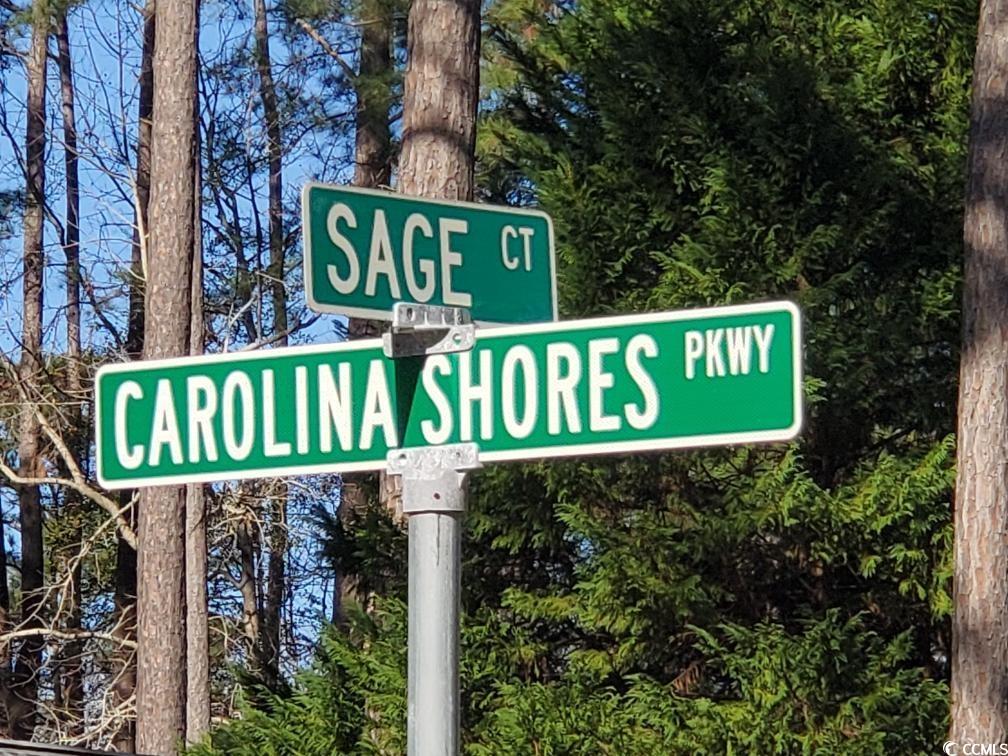 SAGE CT
CAROLINA SHORES PKWY
© CCMLS